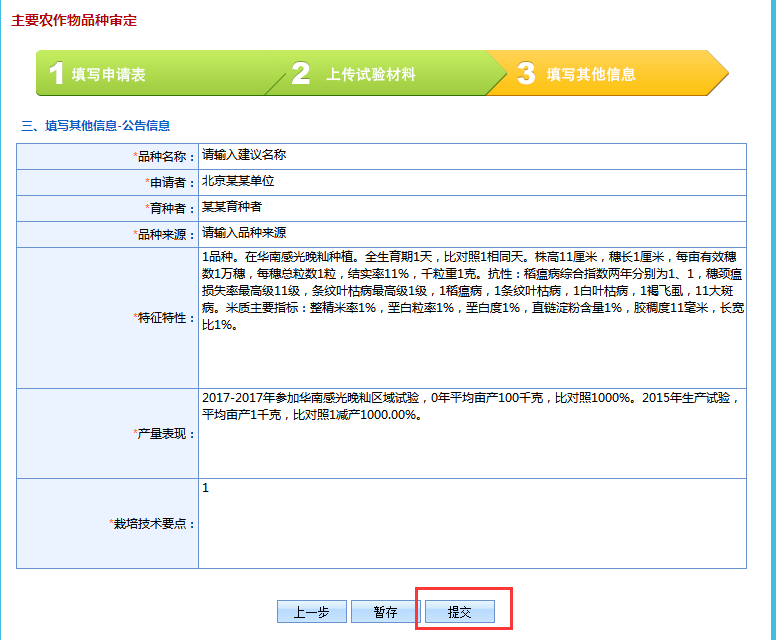 主要农作物品种审定
1 填写申请表 2 上传试验材料 3 填写其他信息
三、填写其他信息-公告信息
*品种名称： 请输入建议名称
*申请者： 北京某某单位
*育种者： 某某育种者
*品种来源： 请输入品种来源
*特征特性：
1品种。在华南感光晚籼种植。全生育期1天，比对照1相同天。株高11厘米，穗长1厘米，每亩有效穗
数1万穗，每穗总粒数1粒，结实率11%，千粒重1克。抗性：稻瘟病综合指数两年分别为1、1，穗颈瘟
损失率最高级11级，条纹叶枯病最高级1级，1稻瘟病，1条纹叶枯病，1白叶枯病，1褐飞虱，11大斑
病。米质主要指标：整精米率1%，垩白粒率1%，垩白度1%，直链淀粉含量1%，胶稠度11毫米，长宽
比1%。
*产量表现：
2017-2017年参加华南感光晚籼区域试验，0年平均亩产100千克，比对照1000%。2015年生产试验，
平均亩产1千克，比对照1减产1000.00%。
*栽培技术要点： 1
上一步 暂存 提交